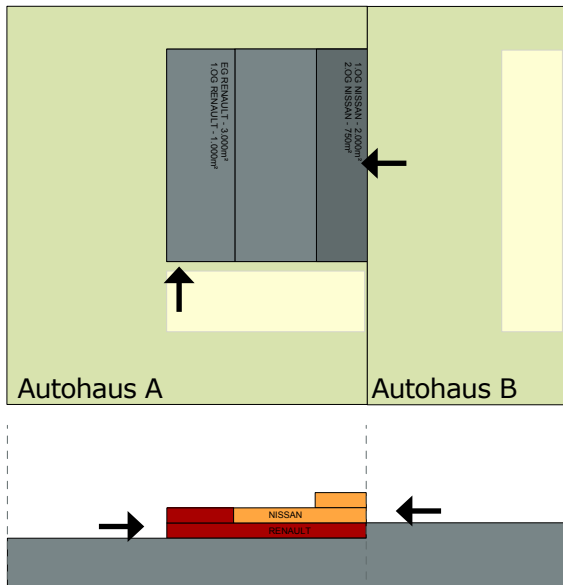 EG RENAULT - 3.000m²
1.OG RENAULT - 1.000m²
1.OG NISSAN - 2.000m²
2.OG NISSAN - 750m²
Autohaus A
Autohaus B
NISSAN
RENAULT